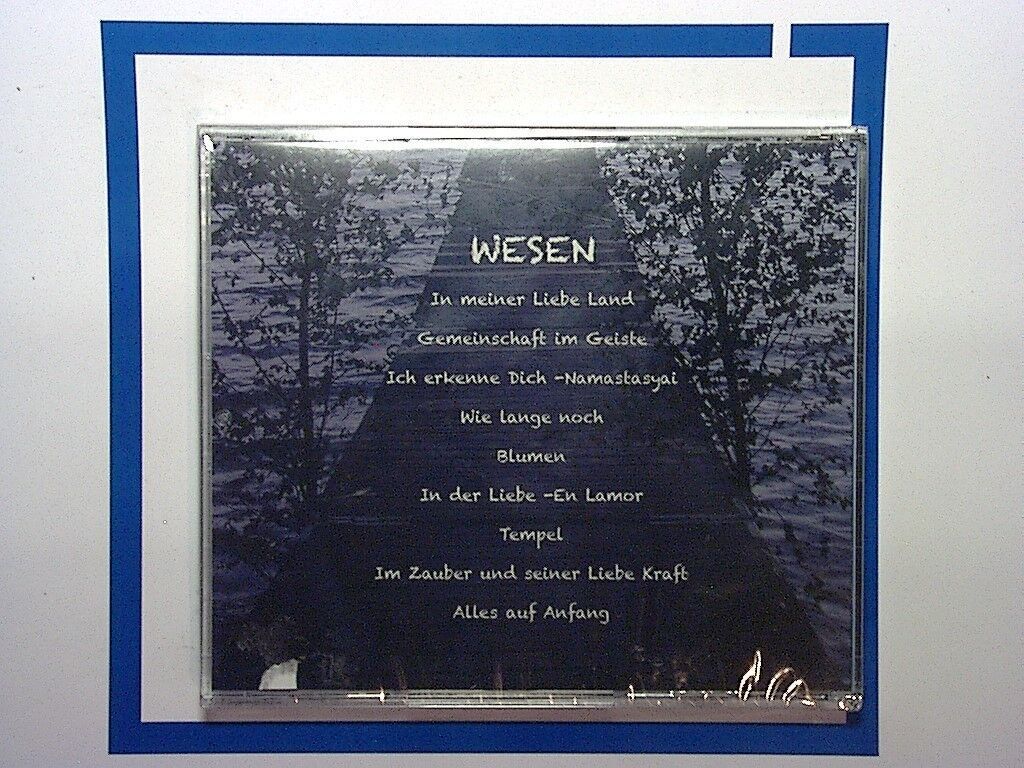 WESEN
In meiner Liebe Land
Gemeinschaft im Geiste
Ich erkenne Dich -Namastasyai
Wie lange noch
Blumen
In der Liebe -En Lamor
Tempel
Im Zauber und seiner Liebe Kraft
Alles auf Anfang